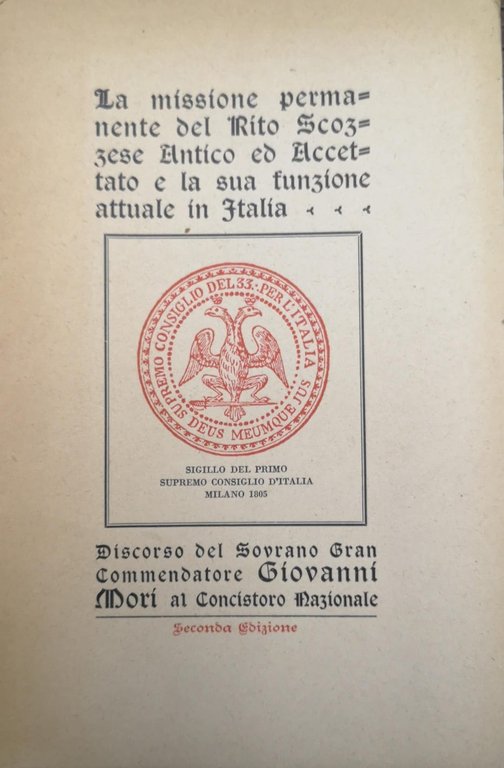 La missione perma=
nente del Rito Scoz=
zese Antico ed Accet=
tato e la sua funzione
attuale in Italia
SUPREMO CONSIGLIO DEL 33.·. PER L'ITALIA
SUPS DEUS MEUMQUE JUS
SIGILLO DEL PRIMO
SUPREMO CONSIGLIO D'ITALIA
MILANO 1805
Discorso del Sovrano Gran
Commendatore Giovanni
Mori al Concistoro Nazionale
Seconda Edizione